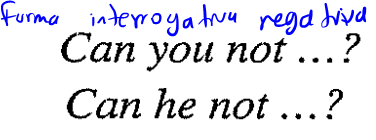 Forma interrogativa negativa
Can you not ...?
Can he not ...?